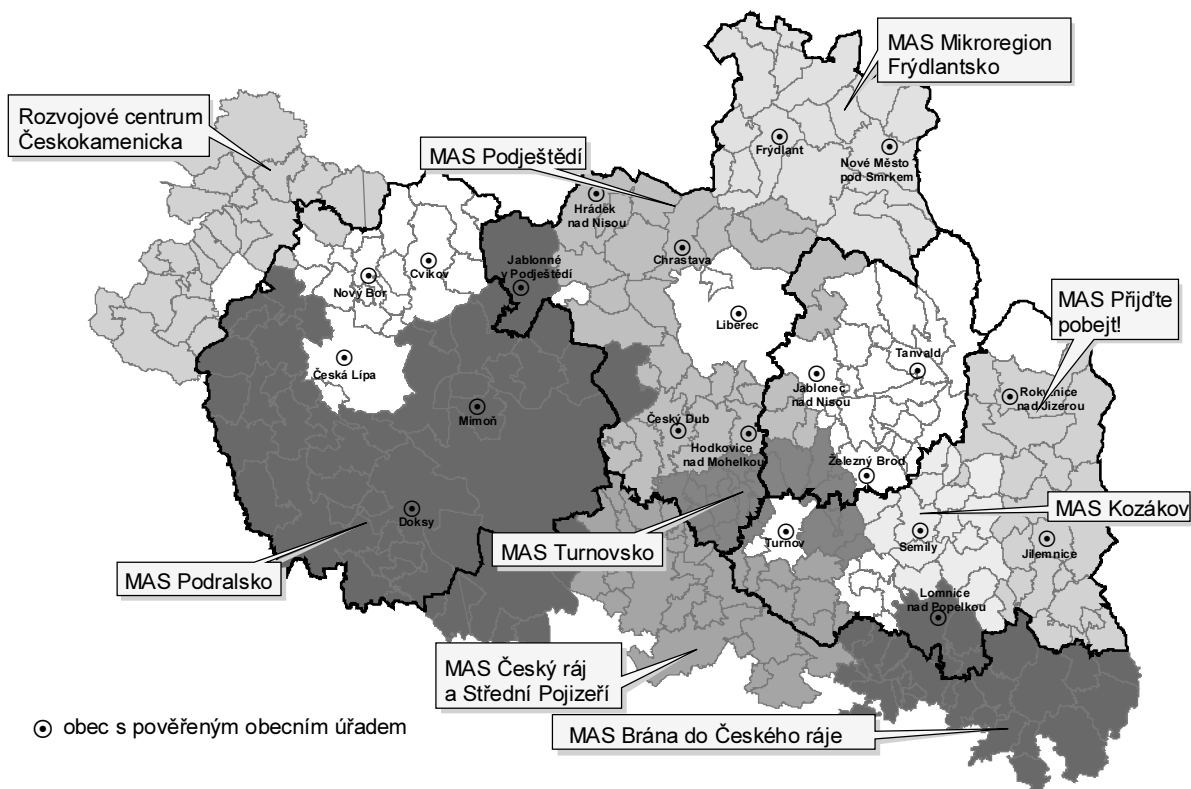 MAS Mikroregion
Frýdlantsko
Rozvojové centrum
Českokamenicka
MAS Podještědí
Frýdlant
Nové Město
pod Smrkem
Hrádek
nad Nisou
Chrastava
Jablonné
v Podještědí
Cvikov
Nový Bor
MAS Přijďte
pobejt!
Liberec
Česká Lípa
Tanvald
Jablonec
nad Nisou
Rokytnice
nad Jizerou
Mimoň
Český Dub
Hodkovice
nad Mohelkou
Železný Brod
MAS Kozákov
Doksy
Turnov
Semily
Jilemnice
MAS Turnovsko
MAS Podralsko
Lomnice
nad Popelkou
MAS Český ráj
a Střední Pojizeří
obec s pověřeným obecním úřadem
MAS Brána do Českého ráje